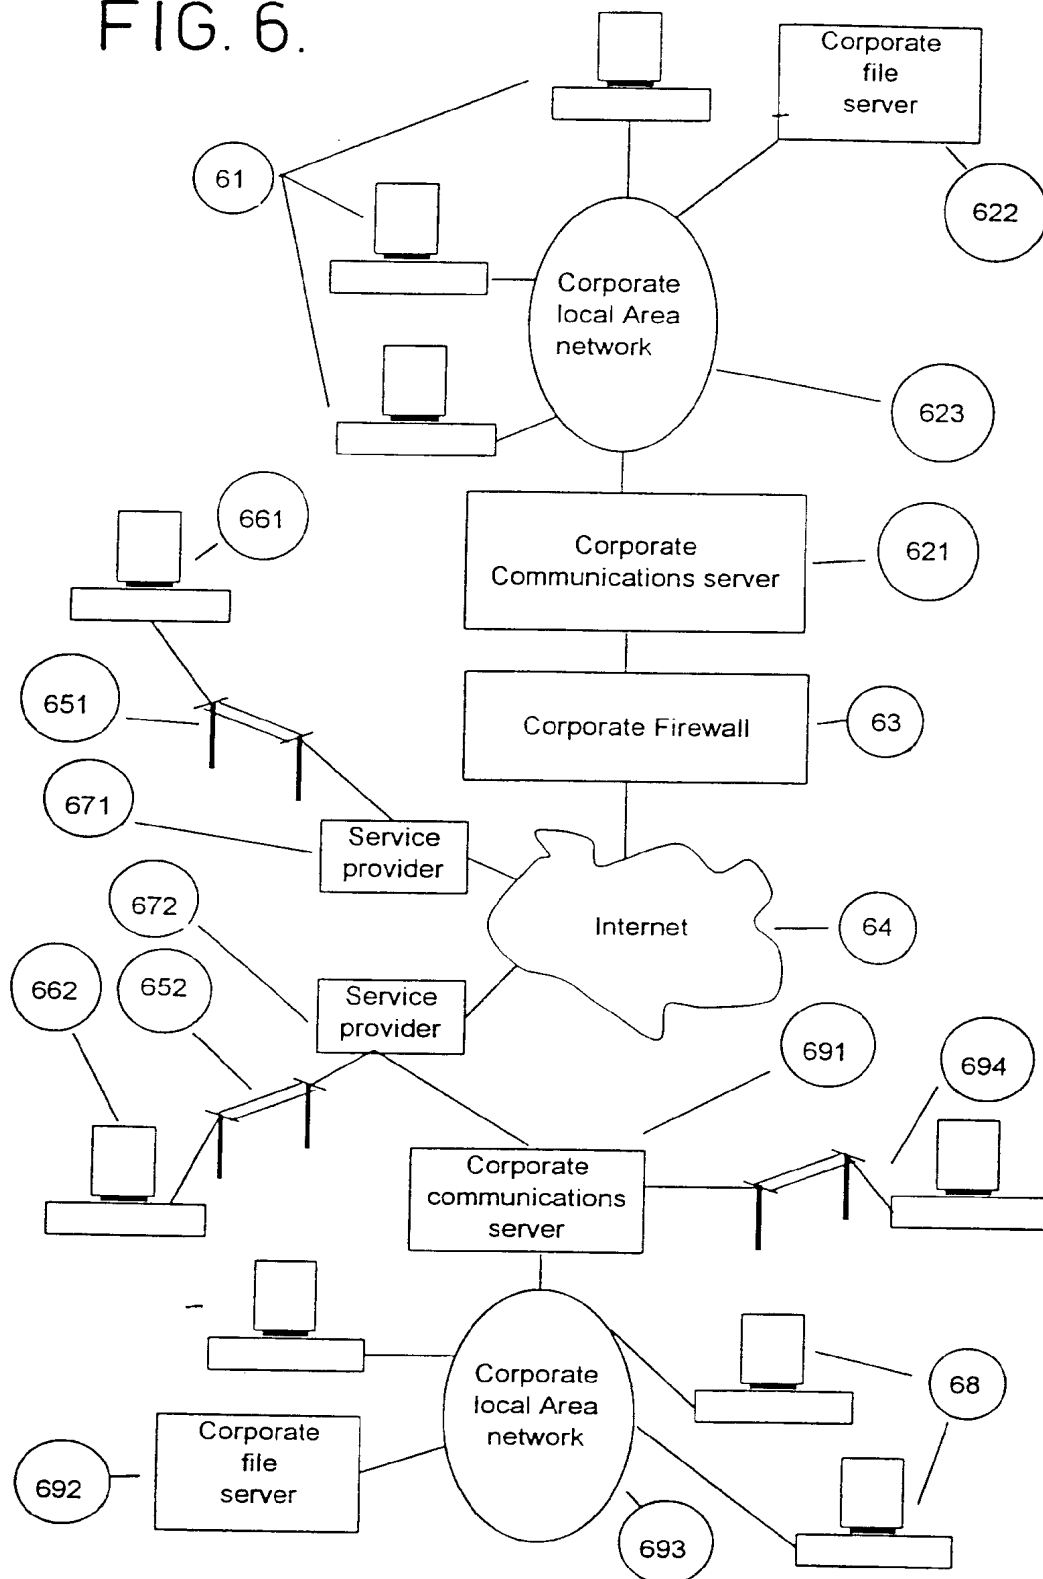 FIG. 6.
Corporate
file
server
61
622
Corporate
local Area
network
623
661
Corporate
Communications server
621
651
Corporate Firewall
63
671
Service
provider
672
Internet
64
662
652
Service
provider
691
694
Corporate
communications
server
Corporate
local Area
network
68
Corporate
file
server
692
693